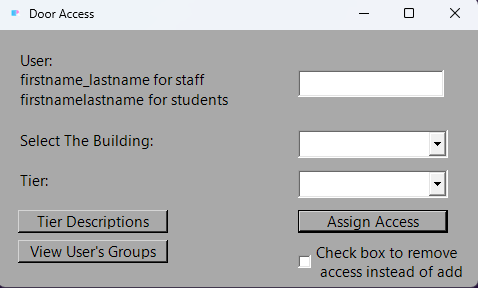 Door Access
User:
firstname_lastname for staff
firstnamelastname for students
Select The Building:
Tier:
Tier Descriptions
Assign Access
View User's Groups
Check box to remove
access instead of add